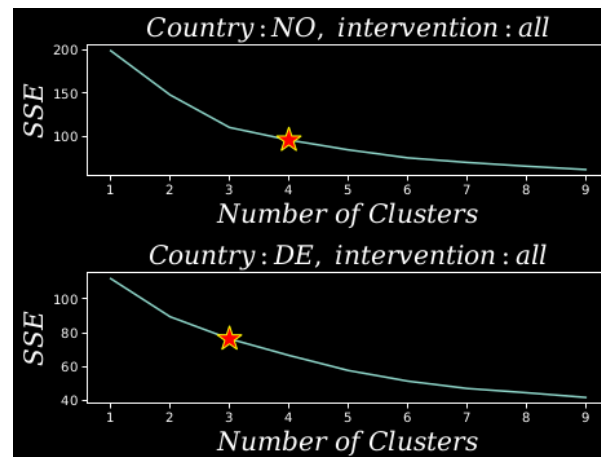 Country : NO, intervention : all
200
150
100
SSE
1 2 3 4 5 6 7 8 9
Number of Clusters
Country : DE, intervention : all
100
80
60
40
SSE
1 2 3 4 5 6 7 8 9
Number of Clusters